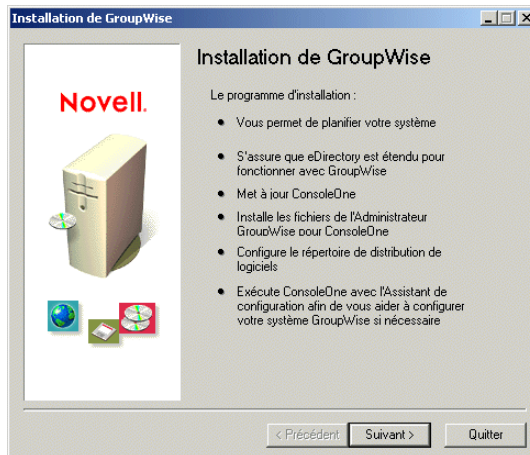 Installation de GroupWise
Installation de GroupWise
Novell.
Le programme d'installation :
• Vous permet de planifier votre système
• S'assure que eDirectory est étendu pour
fonctionner avec GroupWise
• Met à jour ConsoleOne
• Installe les fichiers de l'Administrateur
GroupWise pour ConsoleOne
• Configure le répertoire de distribution de
logiciels
• Exécute ConsoleOne avec l'Assistant de
configuration afin de vous aider à configurer
votre système GroupWise si nécessaire
< Précédent
Suivant >
Quitter